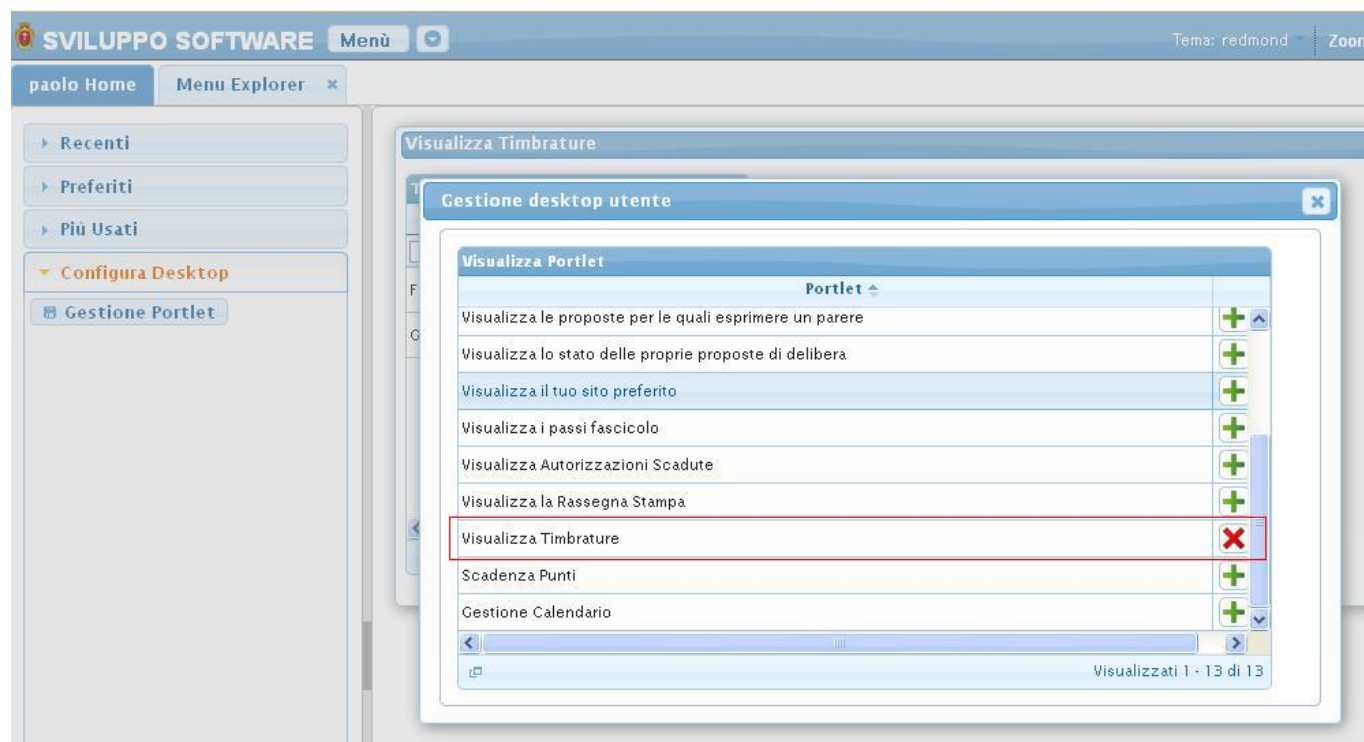 SVILUPPO SOFTWARE Menù
Tema: redmond Zoom
paolo Home Menu Explorer
Recenti
Preferiti
Più Usati
Configura Desktop
Gestione Portlet
Visualizza Timbrature
Gestione desktop utente
Visualizza Portlet
Portlet
Visualizza le proposte per le quali esprimere un parere
Visualizza lo stato delle proprie proposte di delibera
Visualizza il tuo sito preferito
Visualizza i passi fascicolo
Visualizza Autorizzazioni Scadute
Visualizza la Rassegna Stampa
Visualizza Timbrature
Scadenza Punti
Gestione Calendario
Visualizzati 1 - 13 di 13